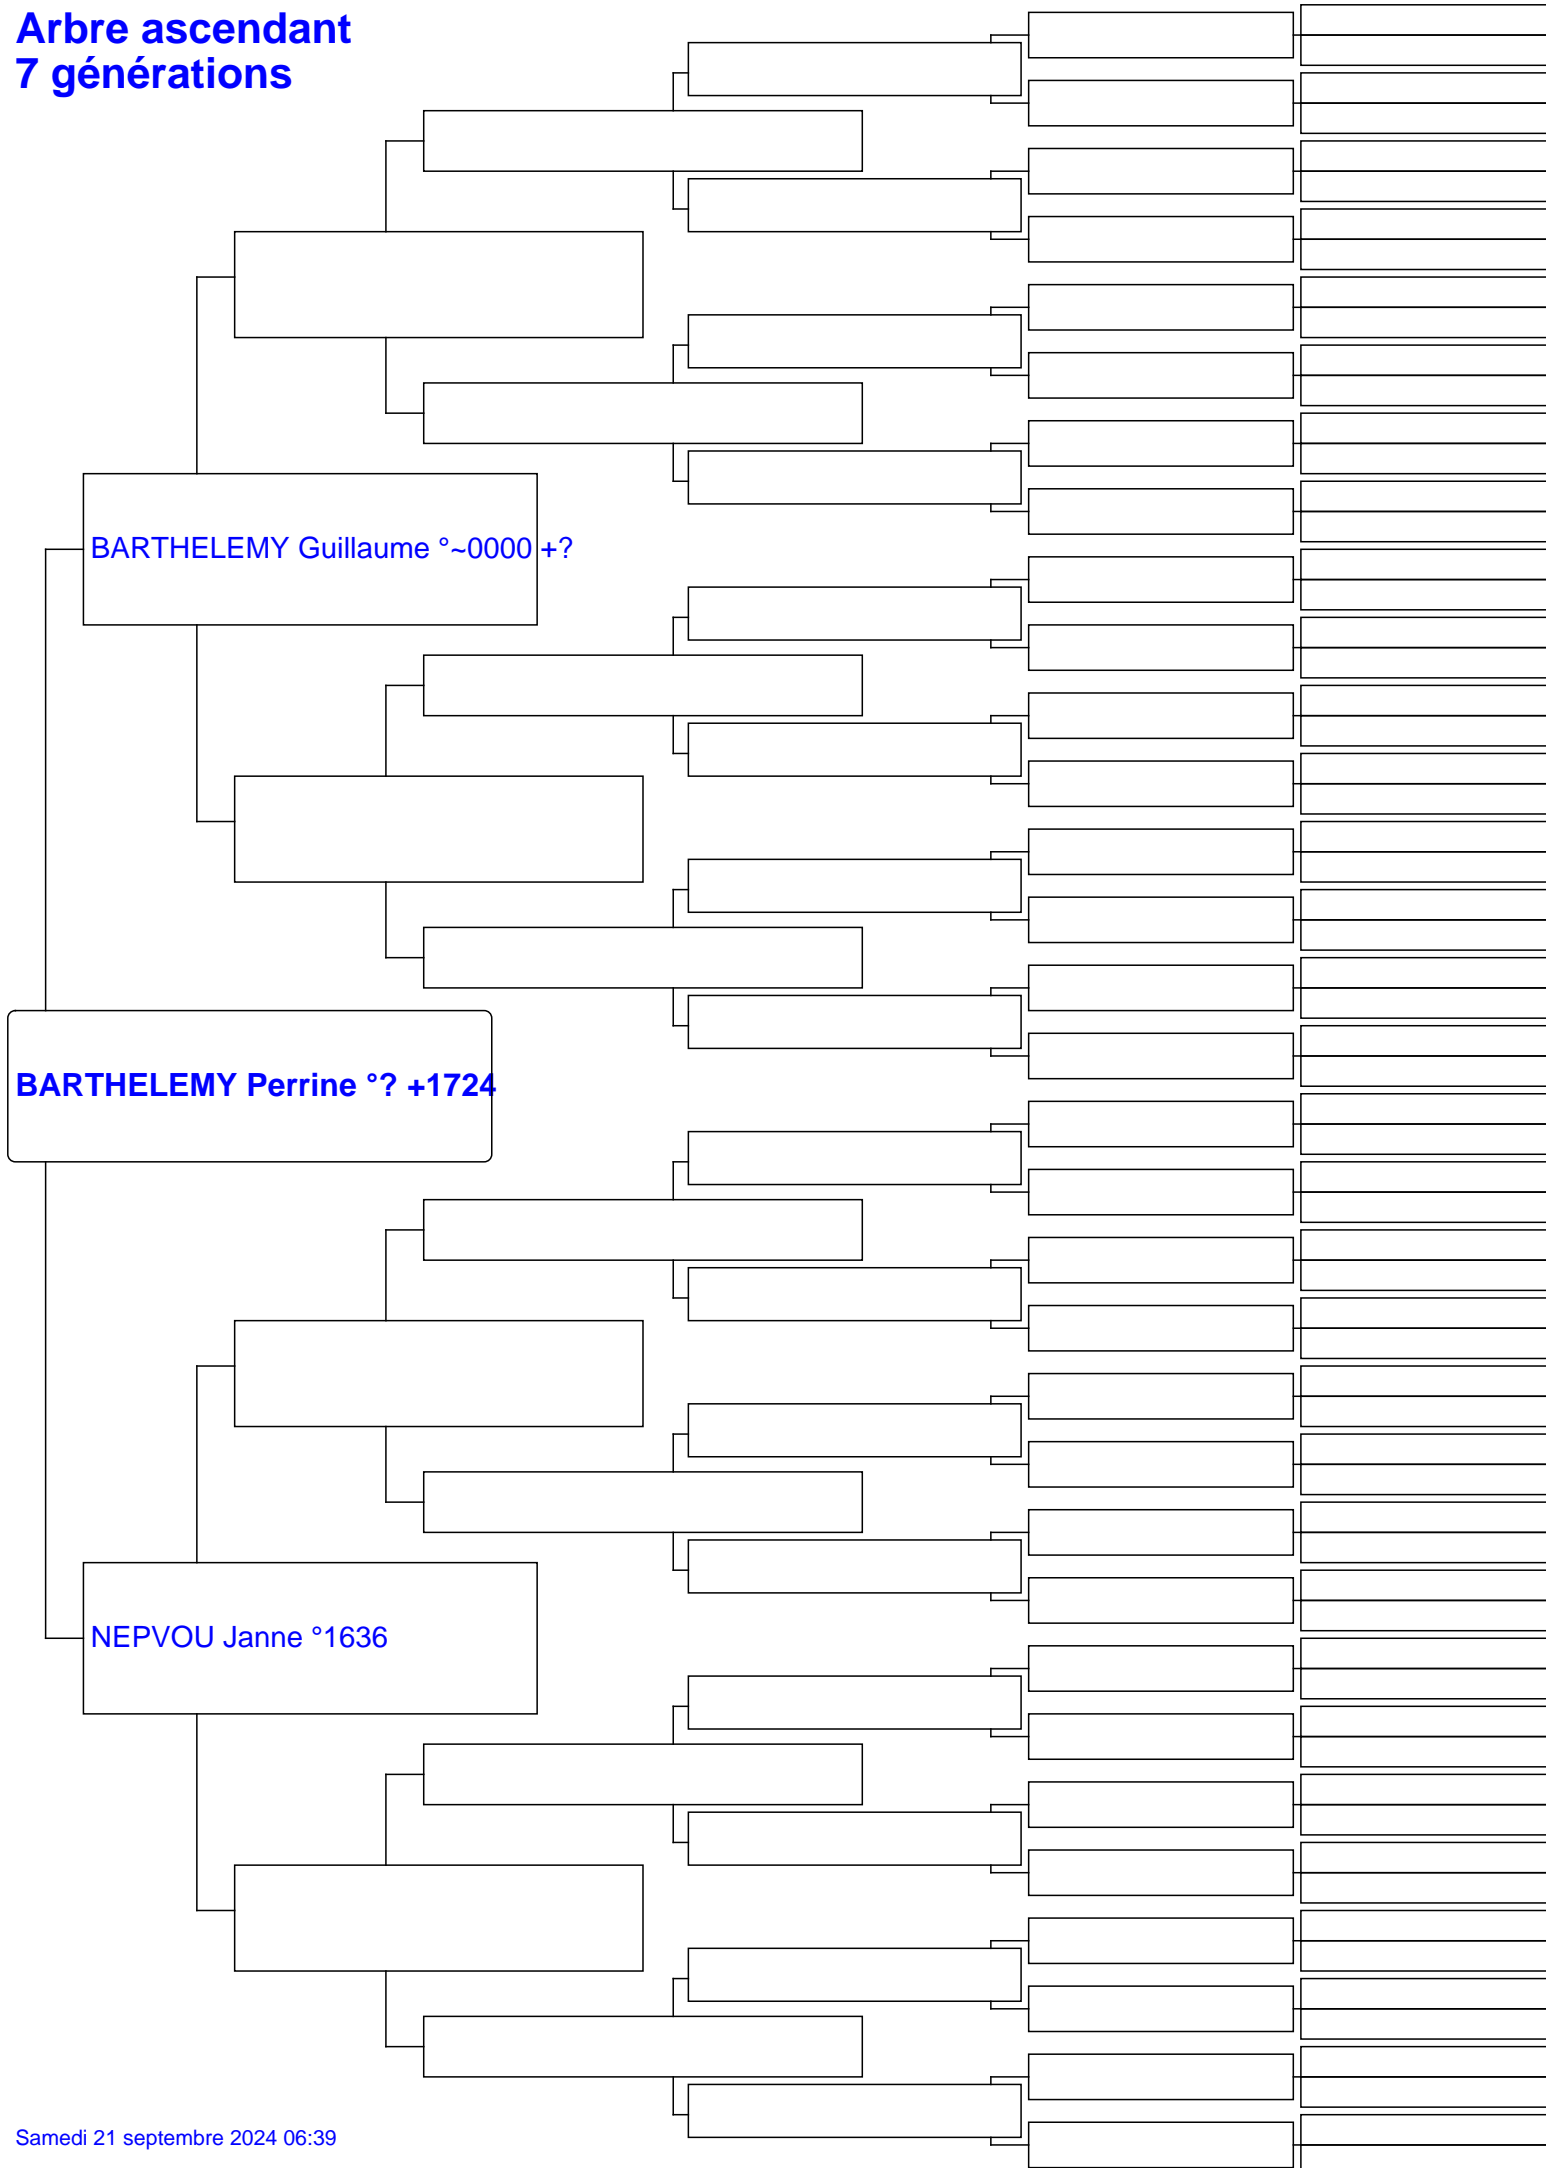 Arbre ascendant
7 générations
BARTHELEMY Guillaume °~0000 +?
BARTHELEMY Perrine °? +1724
NEPVOU Janne °1636
Samedi 21 septembre 2024 06:39